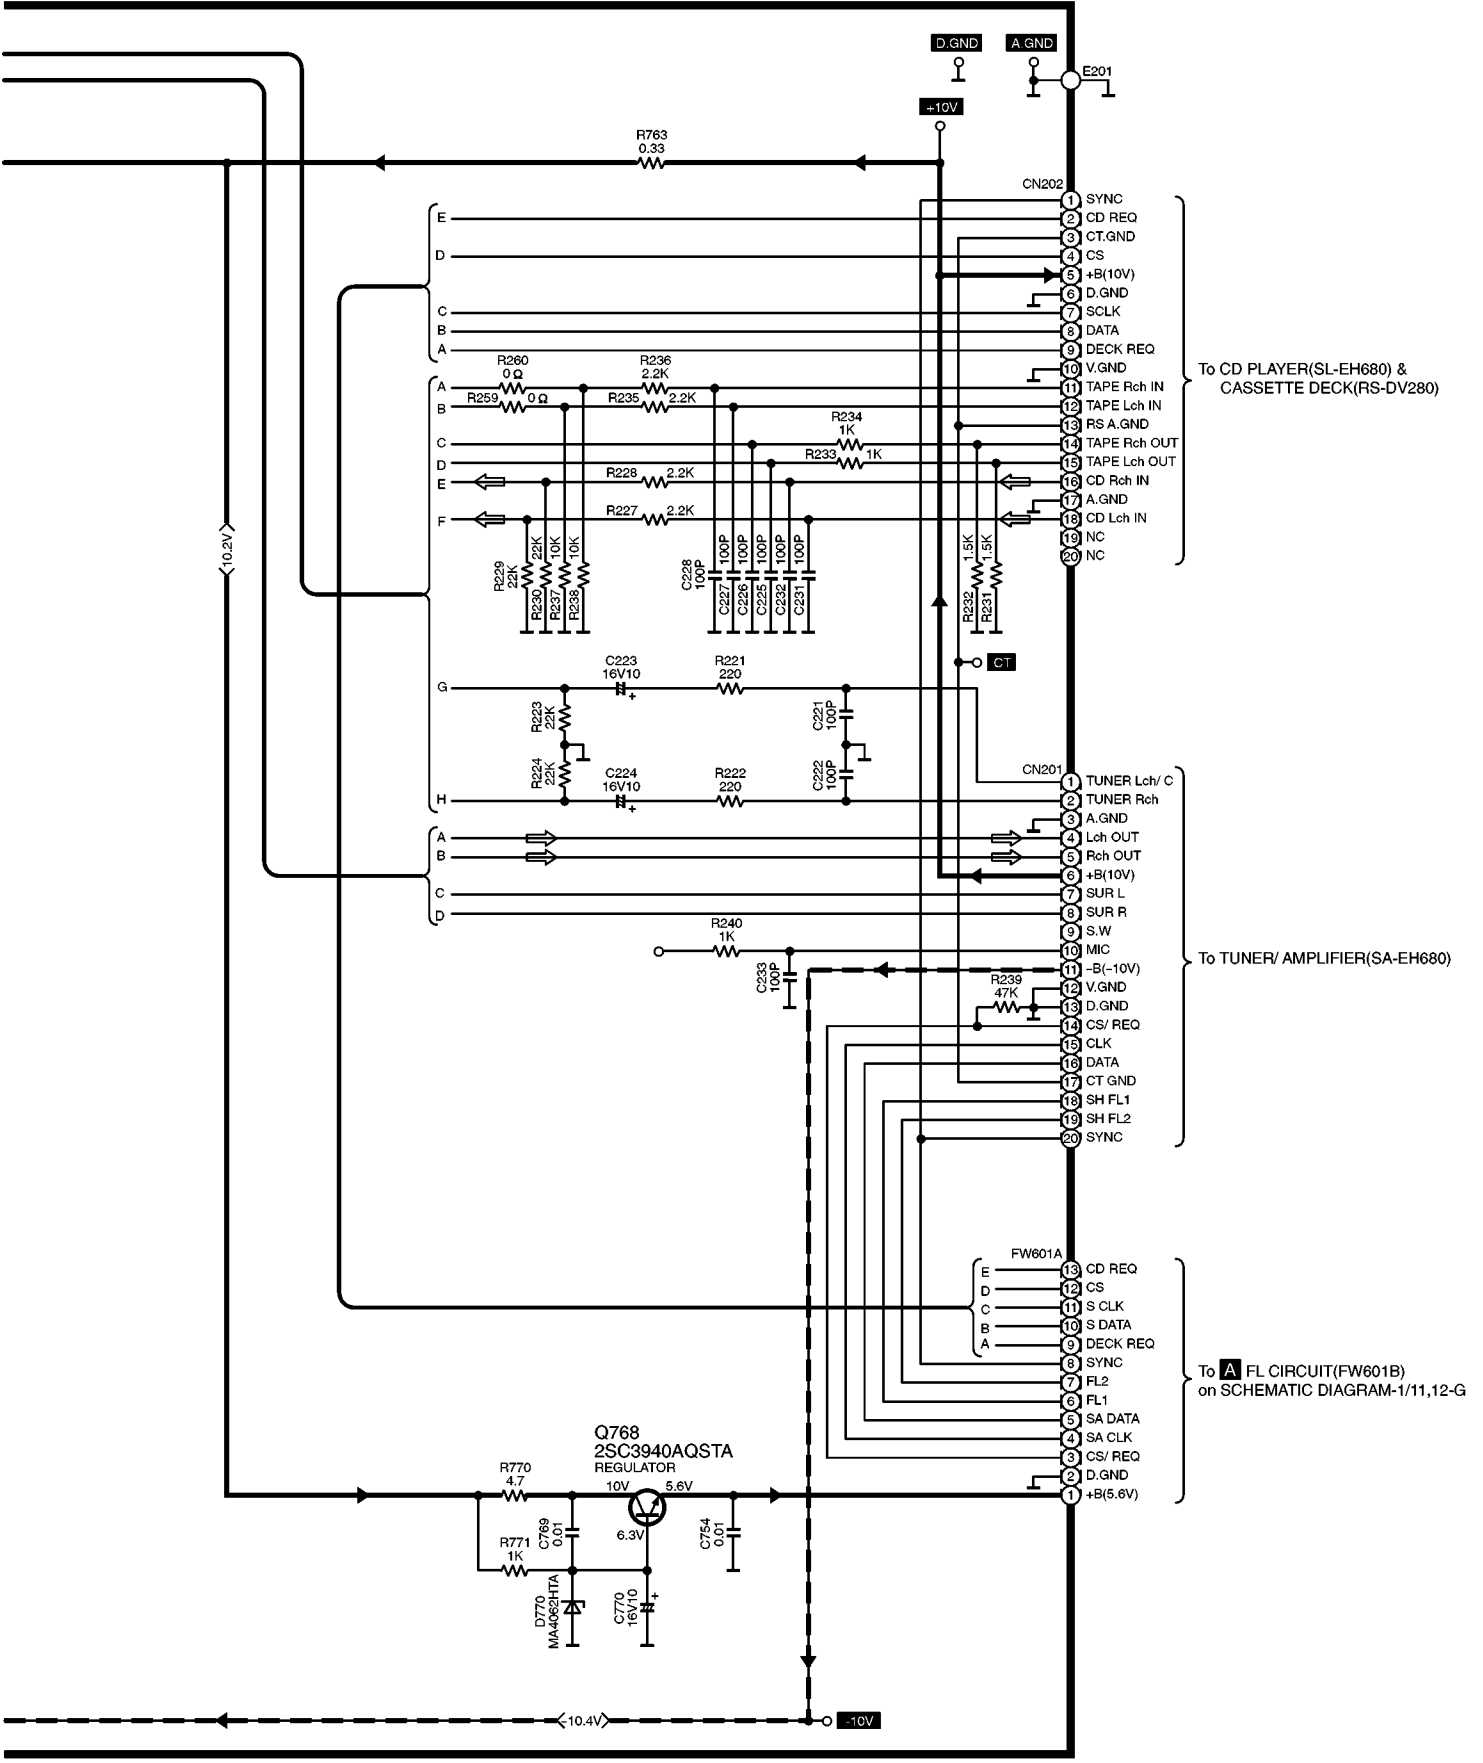 D.GND
A.GND
E201
+10V
R763
0.33
CN202
1 SYNC
E
2 CD REQ
3 CT.GND
D
4 CS
5 +B(10V)
6 D.GND
C
7 SCLK
B
8 DATA
A
9 DECK REQ
10 V.GND
To CD PLAYER(SL-EH680) &
CASSETTE DECK(RS-DV280)
R260
0Ω
R236
2.2K
A
11 TAPE Rch IN
B
R259
0Ω
R235
2.2K
12 TAPE Lch IN
R234
1K
13 RS A.GND
C
14 TAPE Rch OUT
D
R233
1K
15 TAPE Lch OUT
E
R228
2.2K
16 CD Rch IN
17 A.GND
F
R227
2.2K
18 CD Lch IN
19 NC
20 NC
10.2V
R229
22K
R230
22K
R237
10K
R238
10K
C228
100P
C227
100P
C226
100P
C225
100P
C232
100P
C231
100P
R232
1.5K
R231
1.5K
CT
G
C223
16V10
+
R221
220
R223
22K
C221
100P
R224
22K
C222
100P
H
C224
16V10
+
R222
220
CN201
1 TUNER Lch/ C
2 TUNER Rch
3 A.GND
A
4 Lch OUT
B
5 Rch OUT
6 +B(10V)
C
7 SUR L
D
8 SUR R
9 S.W
R240
1K
10 MIC
C233
100P
11 -B(-10V)
To TUNER/ AMPLIFIER(SA-EH680)
R239
47K
12 V.GND
13 D.GND
14 CS/ REQ
15 CLK
16 DATA
17 CT GND
18 SH FL1
19 SH FL2
20 SYNC
FW601A
E
13 CD REQ
D
12 CS
C
11 S CLK
B
10 S DATA
A
9 DECK REQ
8 SYNC
7 FL2
6 FL1
5 SA DATA
4 SA CLK
3 CS/ REQ
2 D.GND
1 +B(5.6V)
To A FL CIRCUIT(FW601B)
on SCHEMATIC DIAGRAM-1/11,12-G
Q768
2SC3940AQSTA
REGULATOR
R770
4.7
10V
5.6V
6.3V
C769
0.01
C754
0.01
R771
1K
D770
MA4062HTA
C770
16V10
+
-10.4V
-10V